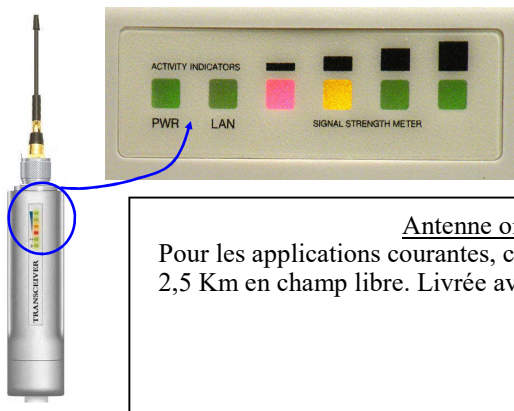 ACTIVITY INDICATORS
PWR LAN SIGNAL STRENGTH METER
TRANSCEIVER
Antenne
Pour les applications courantes,
2,5 Km en champ libre. Livrée